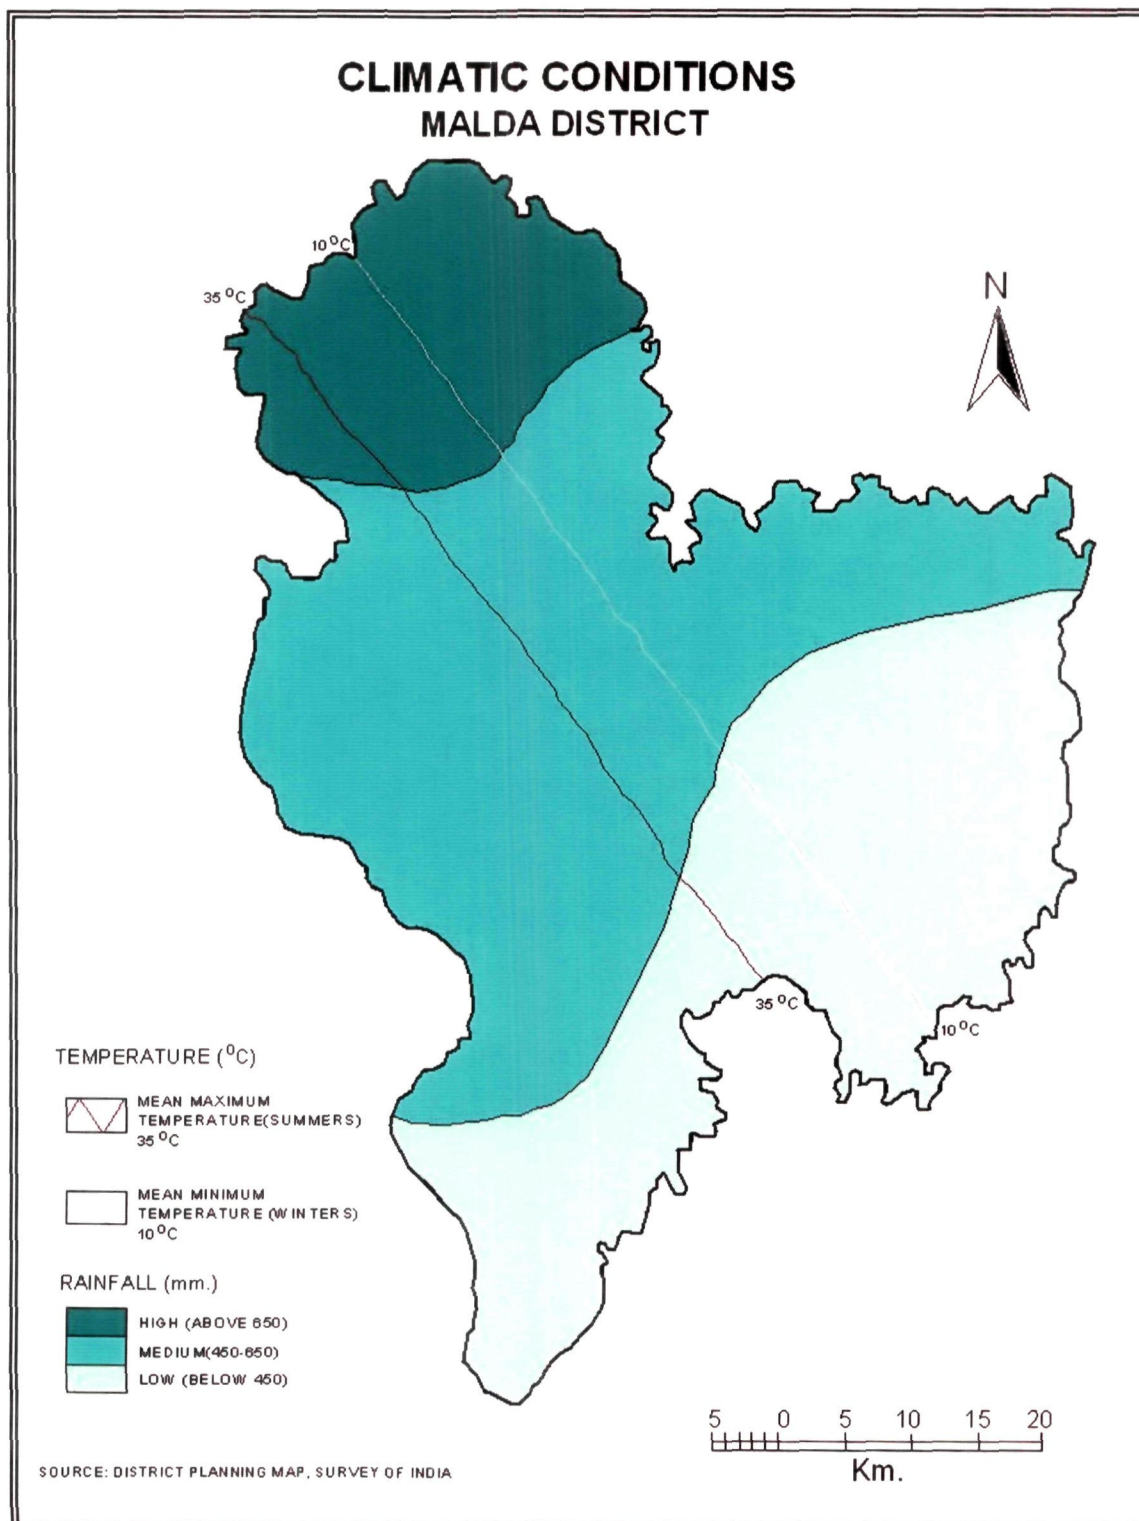 CLIMATIC CONDITIONS
MALDA DISTRICT
10°C
35°C
N
35°C
10°C
TEMPERATURE (°C)
MEAN MAXIMUM
TEMPERATURE(SUMMERS)
35°C
MEAN MINIMUM
TEMPERATURE (WINTERS)
10°C
RAINFALL (mm.)
HIGH (ABOVE 650)
MEDIUM(450-650)
LOW (BELOW 450)
5 0 5 10 15 20
Km.
SOURCE: DISTRICT PLANNING MAP, SURVEY OF INDIA